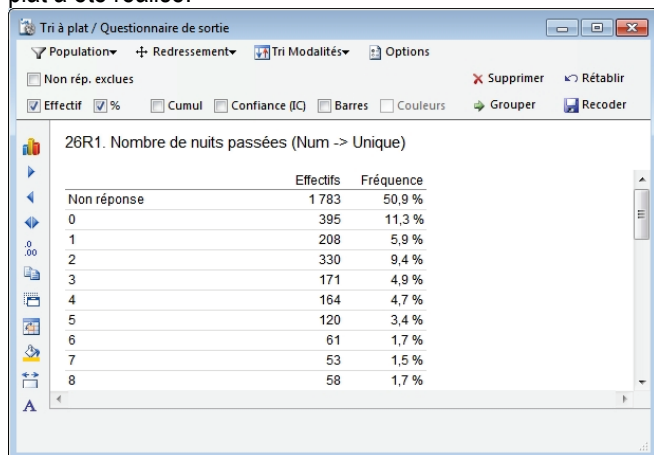 plat a été réalisé.
Tri à plat / Questionnaire de sortie
Population Redressement Tri Modalités Options
Non rép. exclues Supprimer Rétablir
Effectif % Cumul Confiance (IC) Barres Couleurs Grouper Recoder
26R1. Nombre de nuits passées (Num -> Unique)
Effectifs Fréquence
Non réponse 1 783 50,9 %
0 395 11,3 %
1 208 5,9 %
2 330 9,4 %
3 171 4,9 %
4 164 4,7 %
5 120 3,4 %
6 61 1,7 %
7 53 1,5 %
8 58 1,7 %